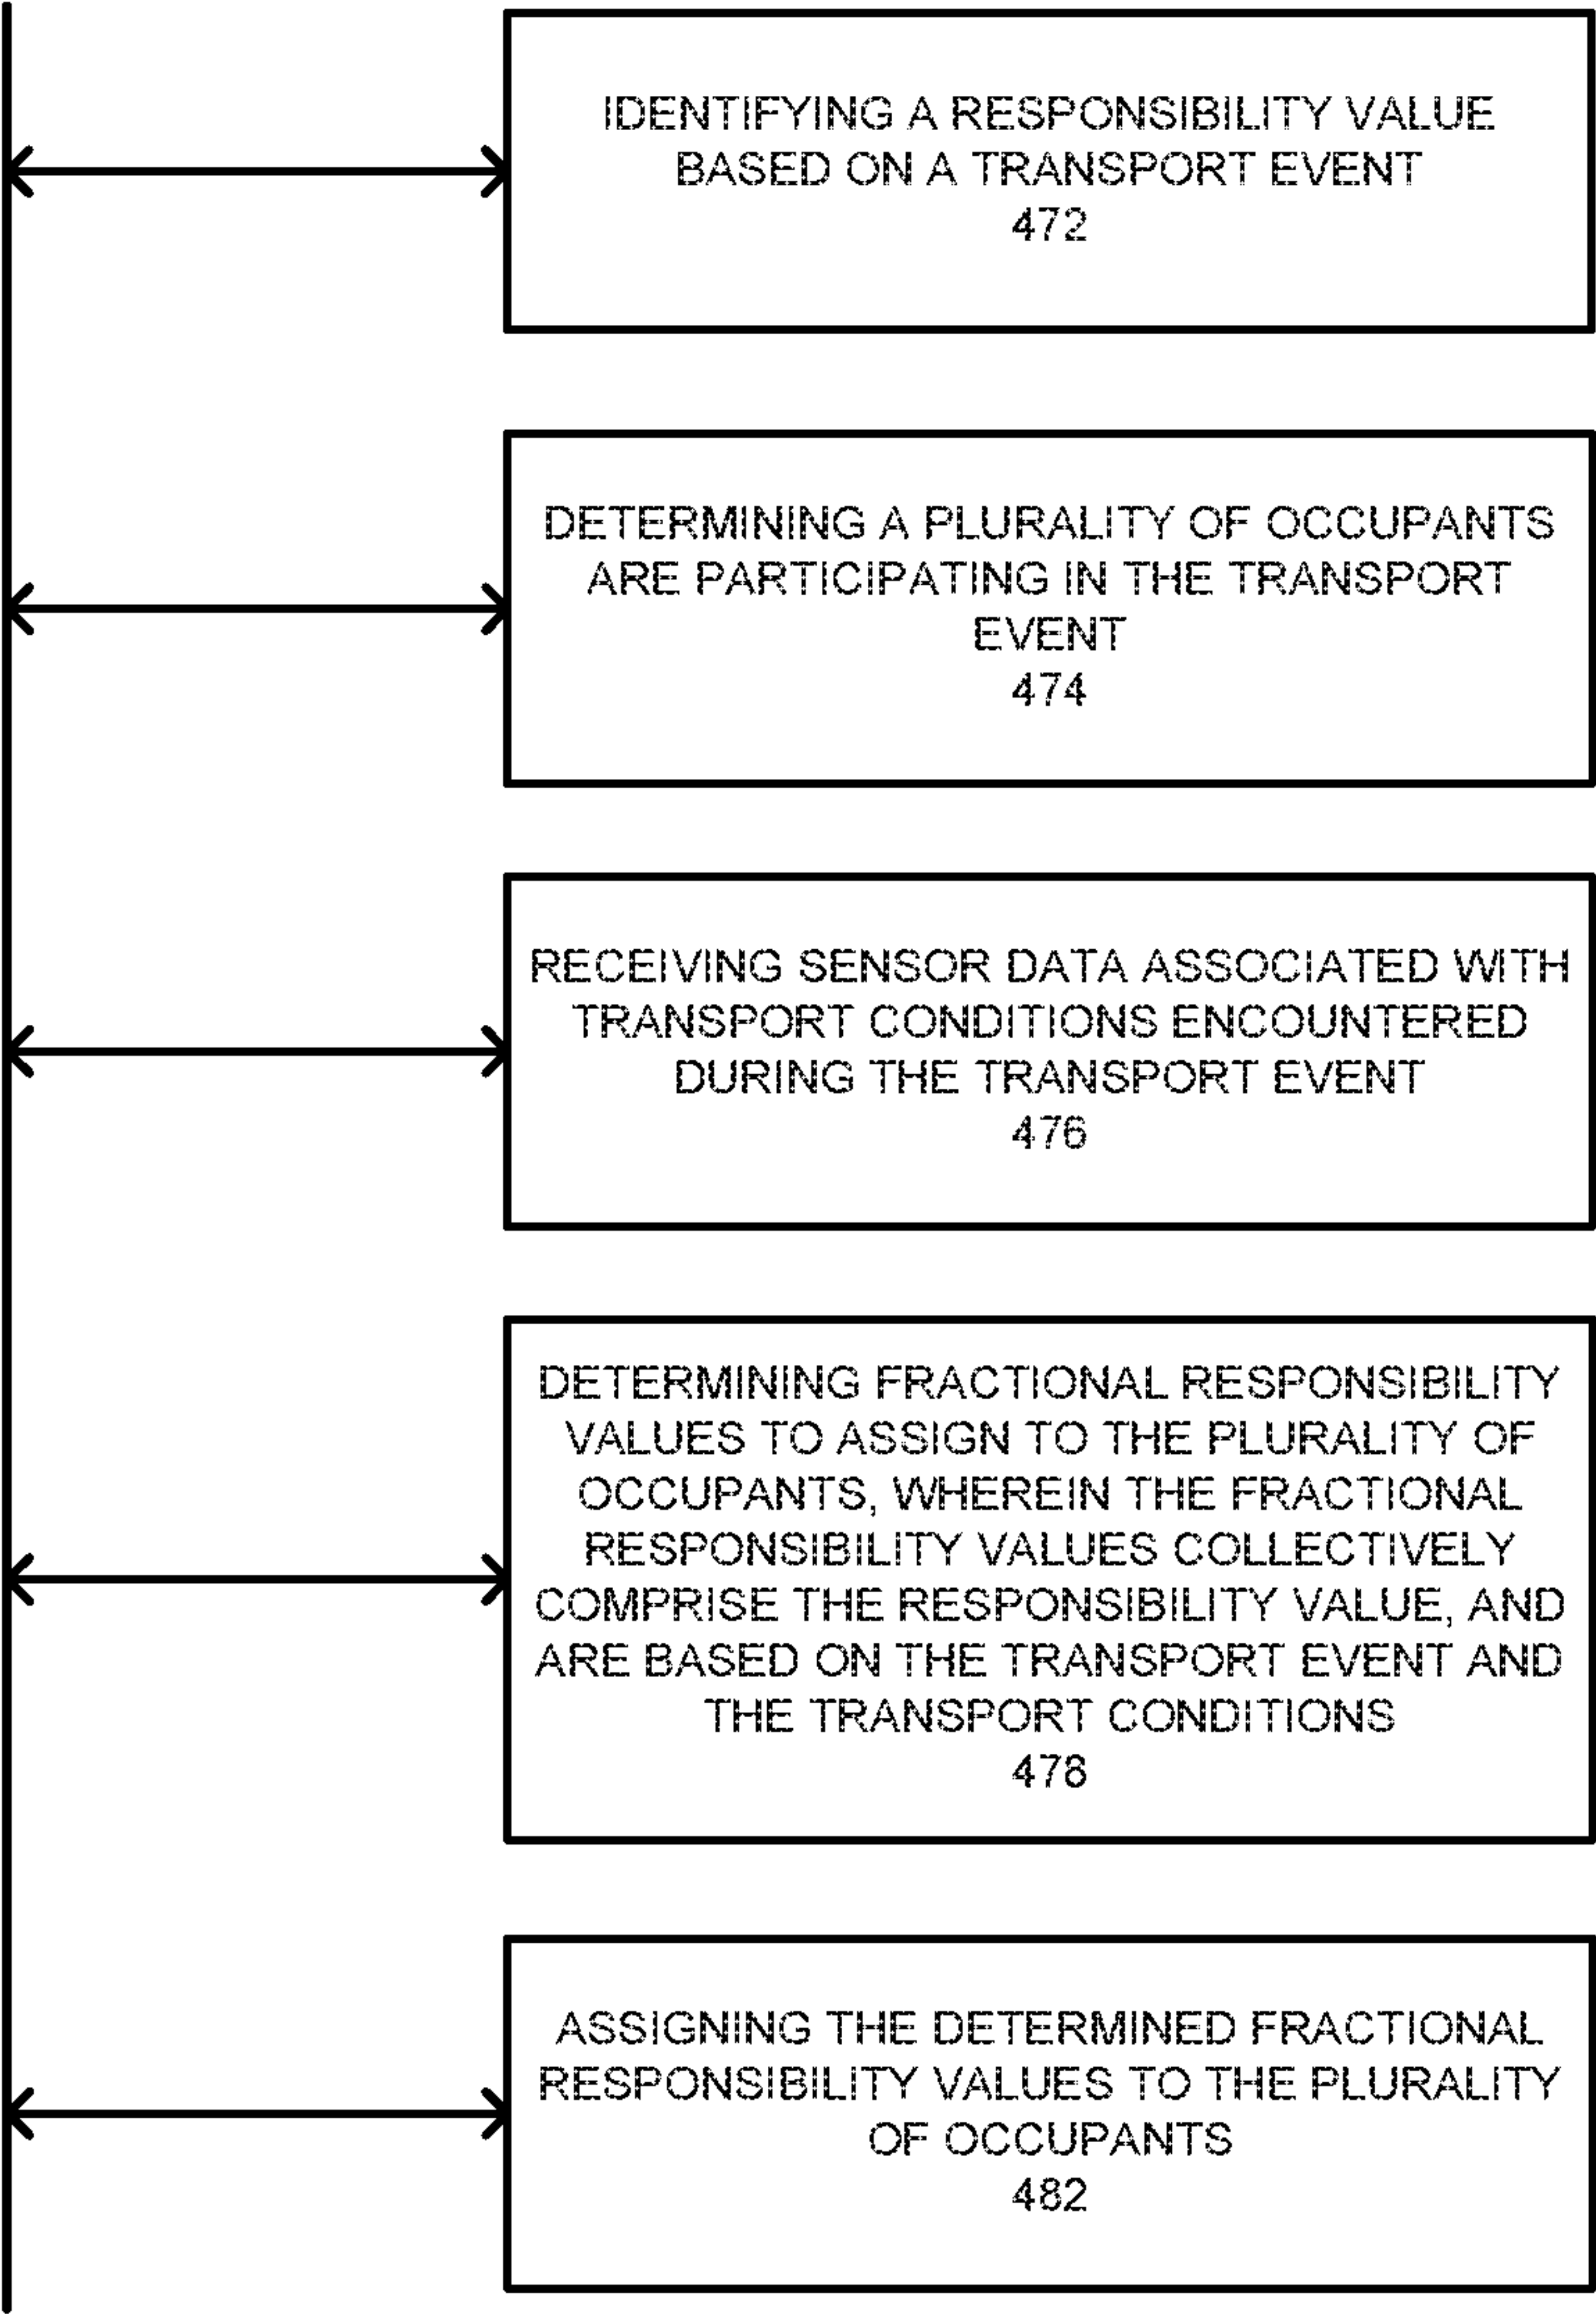 IDENTIFYING A RESPONSIBILITY VALUE
BASED ON A TRANSPORT EVENT
472
DETERMINING A PLURALITY OF OCCUPANTS
ARE PARTICIPATING IN THE TRANSPORT
EVENT
474
RECEIVING SENSOR DATA ASSOCIATED WITH
TRANSPORT CONDITIONS ENCOUNTERED
DURING THE TRANSPORT EVENT
476
DETERMINING FRACTIONAL RESPONSIBILITY
VALUES TO ASSIGN TO THE PLURALITY OF
OCCUPANTS, WHEREIN THE FRACTIONAL
RESPONSIBILITY VALUES COLLECTIVELY
COMPRISE THE RESPONSIBILITY VALUE, AND
ARE BASED ON THE TRANSPORT EVENT AND
THE TRANSPORT CONDITIONS
478
ASSIGNING THE DETERMINED FRACTIONAL
RESPONSIBILITY VALUES TO THE PLURALITY
OF OCCUPANTS
482